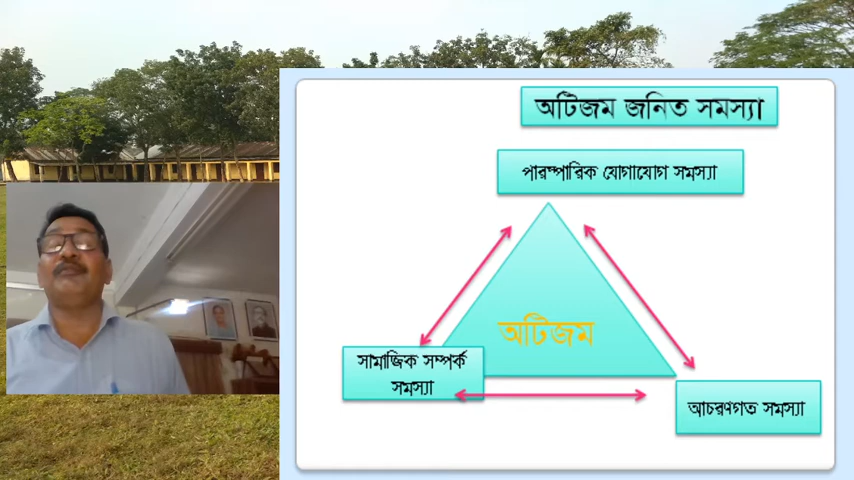 অটিজম জনিত সমস্যা
পারস্পারিক যোগাযোগ সমস্যা
অটিজম
সামাজিক সম্পর্ক
সমস্যা
আচরণগত সমস্যা